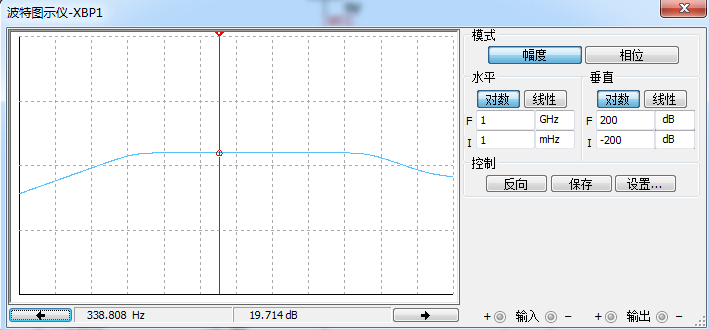 波特图示仪-XBP1
模式
幅度 相位
水平 垂直
对数 线性 对数 线性
F 1 GHz F 200 dB
I 1 mHz I -200 dB
控制
反向 保存 设置...
338.808 Hz 19.714 dB
+ 输入 - + 输出 -